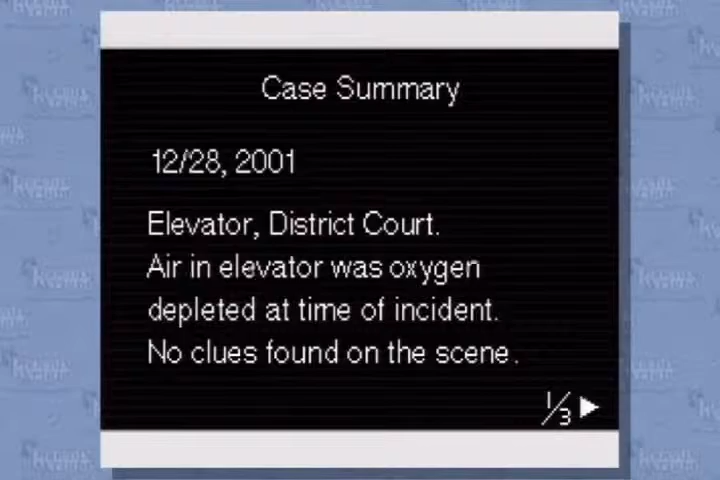 Case Summary
12/28, 2001
Elevator, District Court.
Air in elevator was oxygen
depleted at time of incident.
No clues found on the scene.
1/3